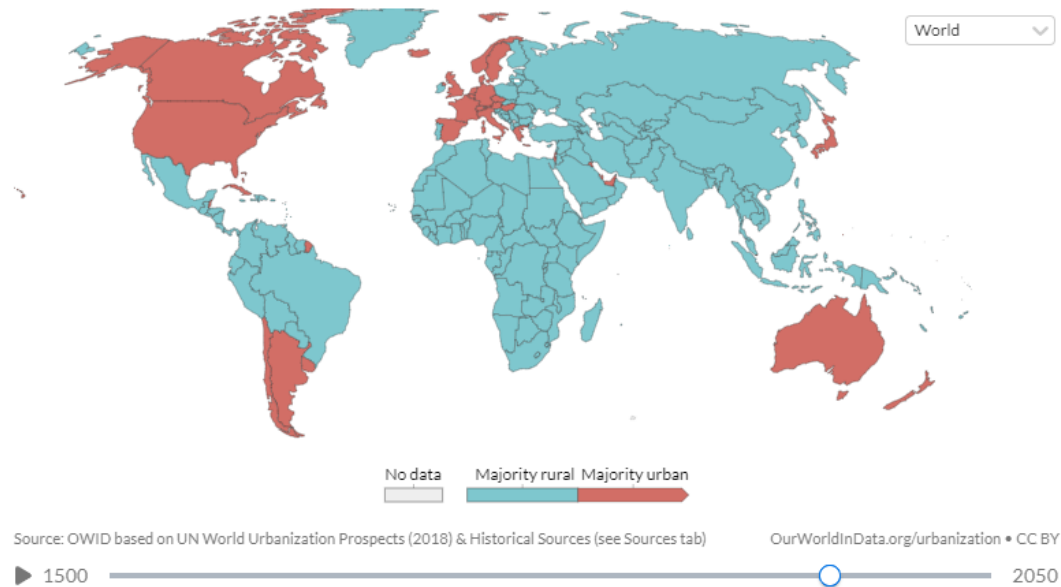 World
No data
Majority rural
Majority urban
Source: OWID based on UN World Urbanization Prospects (2018) & Historical Sources (see Sources tab)
OurWorldInData.org/urbanization • CC BY
1500
2050